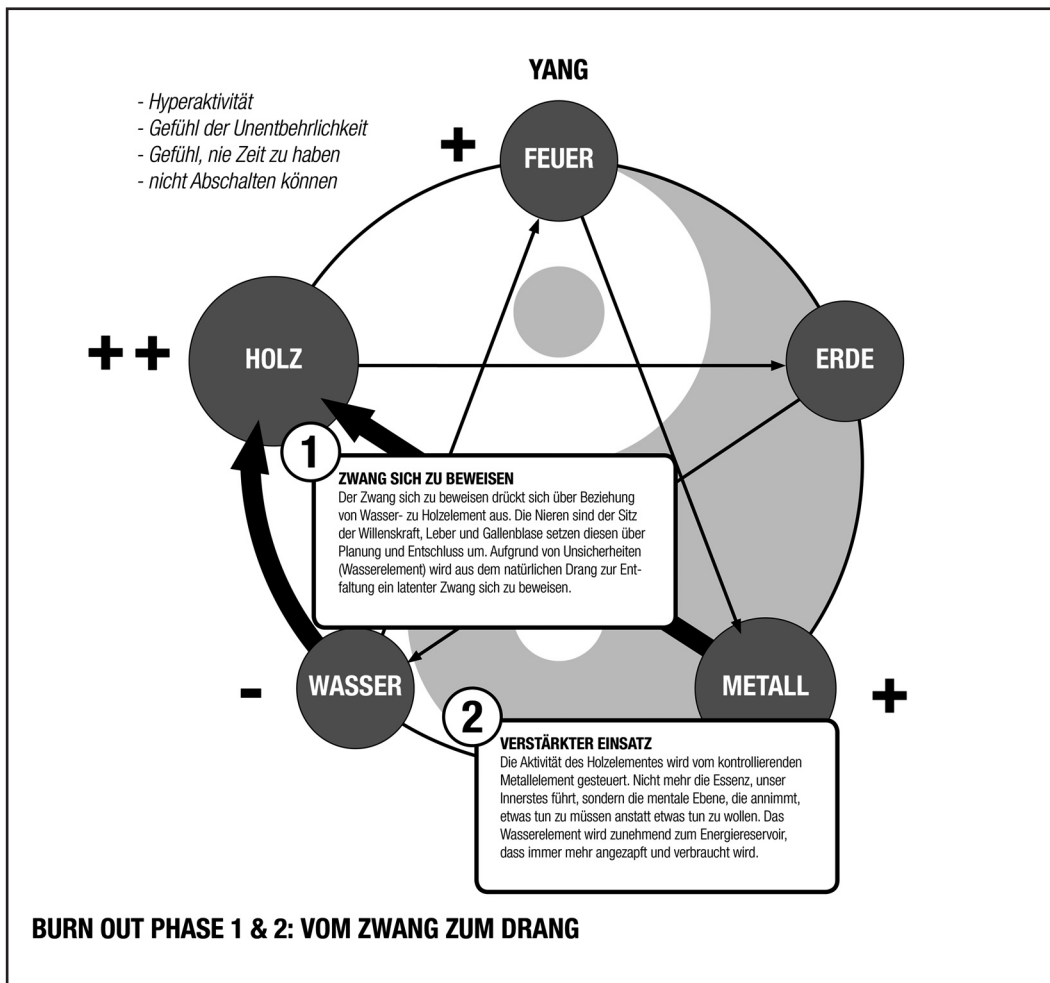 YANG
- Hyperaktivität
- Gefühl der Unentbehrlichkeit
- Gefühl, nie Zeit zu haben
- nicht Abschalten können
+
FEUER
++
HOLZ
ERDE
1
ZWANG SICH ZU BEWEISEN
Der Zwang sich zu beweisen drückt sich über Beziehung
von Wasser- zu Holzelement aus. Die Nieren sind der Sitz
der Willenskraft, Leber und Gallenblase setzen diesen über
Planung und Entschluss um. Aufgrund von Unsicherheiten
(Wasserelement) wird aus dem natürlichen Drang zur Ent-
faltung ein latenter Zwang sich zu beweisen.
-
WASSER
METALL
+
2
VERSTÄRKTER EINSATZ
Die Aktivität des Holzelementes wird vom kontrollierenden
Metallelement gesteuert. Nicht mehr die Essenz, unser
Innerstes führt, sondern die mentale Ebene, die annimmt,
etwas tun zu müssen anstatt etwas tun zu wollen. Das
Wasserelement wird zunehmend zum Energiereservoir,
dass immer mehr angezapft und verbraucht wird.
BURN OUT PHASE 1 & 2: VOM ZWANG ZUM DRANG